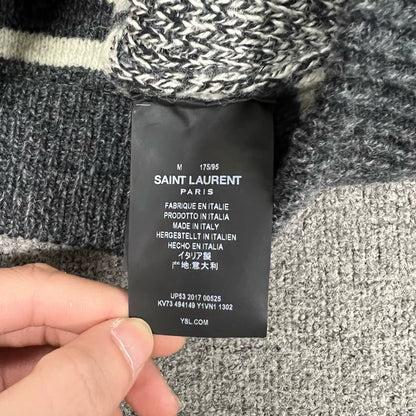 M 175/95
SAINT LAURENT
PARIS
FABRIQUE EN ITALIE
PRODOTTO IN ITALIA
MADE IN ITALY
HERGESTELLT IN ITALIEN
HECHO EN ITALIA
イタリア製
产地:意大利
UP53 2017 00525
KV73 494149 Y1VN1 1302
YSL.COM